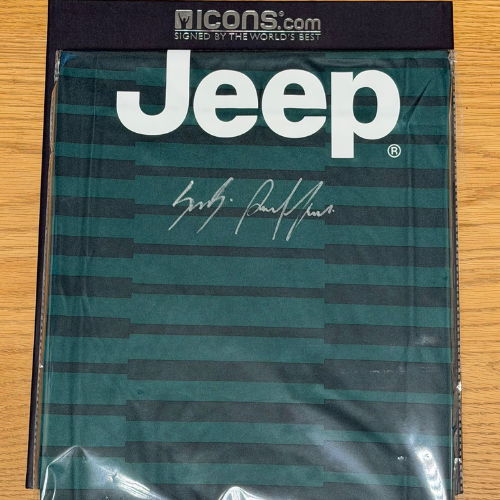 ICONS.com
SIGNED BY THE WORLD'S BEST
Jeep®